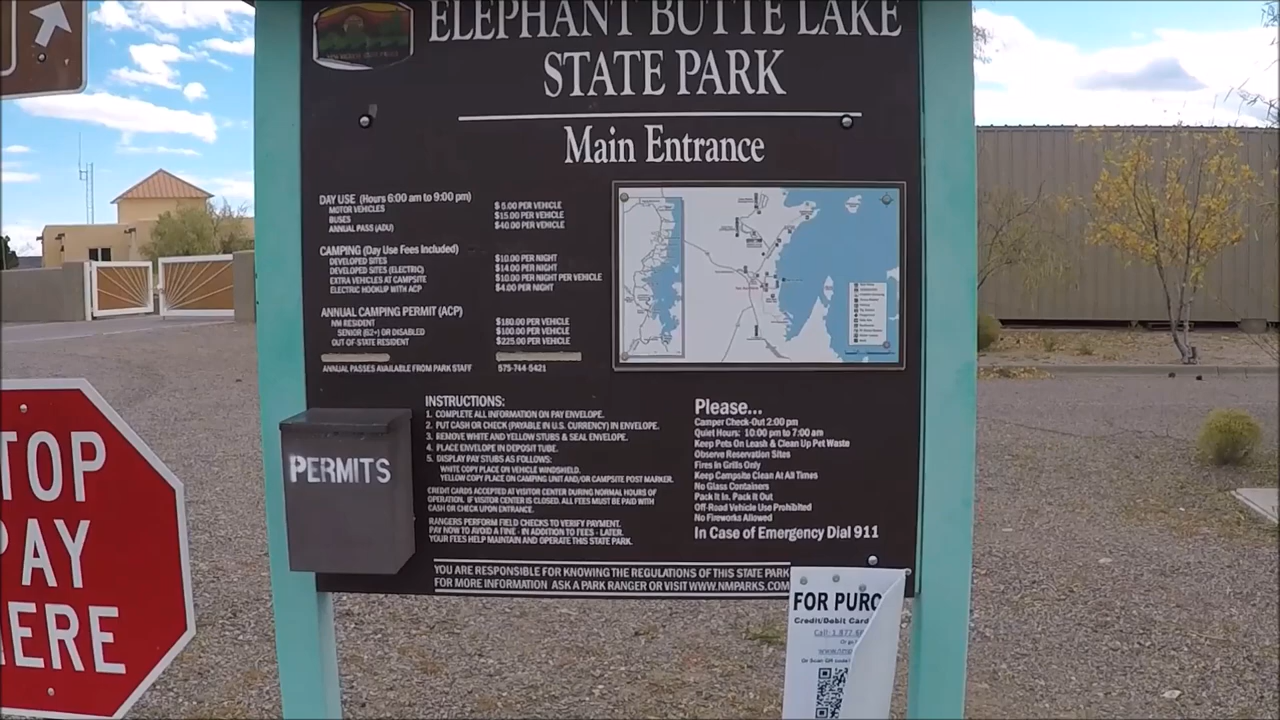 ELEPHANT BUTTE LAKE
STATE PARK
Main Entrance
DAY USE (Hours 6:00 am to 9:00 pm)
MOTOR VEHICLES $ 5.00 PER VEHICLE
BUSES $15.00 PER VEHICLE
ANNUAL PASS (ADU) $40.00 PER VEHICLE
CAMPING (Day Use Fees Included)
DEVELOPED SITES $10.00 PER NIGHT
DEVELOPED SITES (ELECTRIC) $14.00 PER NIGHT
EXTRA VEHICLES AT CAMPSITE $10.00 PER NIGHT PER VEHICLE
ELECTRIC HOOKUP WITH ACP $4.00 PER NIGHT
ANNUAL CAMPING PERMIT (ACP)
NM RESIDENT $180.00 PER VEHICLE
SENIOR (62+) OR DISABLED $100.00 PER VEHICLE
OUT-OF-STATE RESIDENT $225.00 PER VEHICLE
ANNUAL PASSES AVAILABLE FROM PARK STAFF 575-744-5421
INSTRUCTIONS:
1. COMPLETE ALL INFORMATION ON PAY ENVELOPE.
2. PUT CASH OR CHECK (PAYABLE IN U.S. CURRENCY) IN ENVELOPE.
3. REMOVE WHITE AND YELLOW STUBS & SEAL ENVELOPE.
4. PLACE ENVELOPE IN DEPOSIT TUBE.
5. DISPLAY PAY STUBS AS FOLLOWS:
WHITE COPY PLACE ON VEHICLE WINDSHIELD.
YELLOW COPY PLACE ON CAMPING UNIT AND/OR CAMPSITE POST MARKER.
CREDIT CARDS ACCEPTED AT VISITOR CENTER DURING NORMAL HOURS OF
OPERATION. IF VISITOR CENTER IS CLOSED, ALL FEES MUST BE PAID WITH
CASH OR CHECK UPON ENTRANCE.
RANGERS PERFORM FIELD CHECKS TO VERIFY PAYMENT.
PAY NOW TO AVOID A FINE - IN ADDITION TO FEES - LATER.
YOUR FEES HELP MAINTAIN AND OPERATE THIS STATE PARK.
Please...
Camper Check-Out 2:00 pm
Quiet Hours: 10:00 pm to 7:00 am
Keep Pets On Leash & Clean Up Pet Waste
Observe Reservation Sites
Fires In Grills Only
Keep Campsite Clean At All Times
No Glass Containers
Pack It In, Pack It Out
Off-Road Vehicle Use Prohibited
No Fireworks Allowed
In Case of Emergency Dial 911
YOU ARE RESPONSIBLE FOR KNOWING THE REGULATIONS OF THIS STATE PARK
FOR MORE INFORMATION ASK A PARK RANGER OR VISIT WWW.NMPARKS.COM
PERMITS
TOP
PAY
HERE
FOR PURC
Credit/Debit Card
Call: 1.877.6
Or go
Or Scan QR code